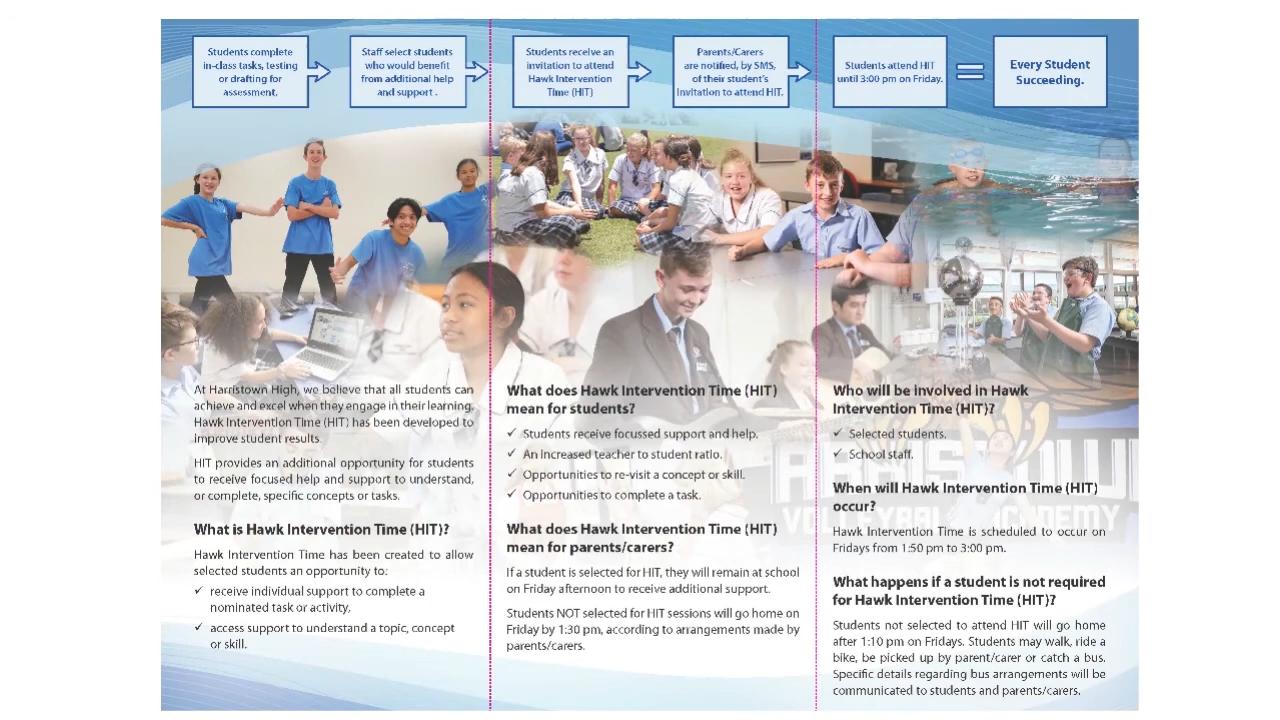 Students complete
in-class tasks, testing
or drafting for
assessment.
Staff select students
who would benefit
from additional help
and support .
Students receive an
invitation to attend
Hawk Intervention
Time (HIT)
Parents/Carers
are notified, by SMS,
of their student's
invitation to attend HIT.
Students attend HIT
until 3:00 pm on Friday.
Every Student
Succeeding.
At Harristown High, we believe that all students can
achieve and excel when they engage in their learning.
Hawk Intervention Time (HIT) has been developed to
improve student results.
HIT provides an additional opportunity for students
to receive focused help and support to understand,
or complete, specific concepts or tasks.
What is Hawk Intervention Time (HIT)?
Hawk Intervention Time has been created to allow
selected students an opportunity to:
✓ receive individual support to complete a
nominated task or activity,
✓ access support to understand a topic, concept
or skill.
What does Hawk Intervention Time (HIT)
mean for students?
✓ Students receive focussed support and help.
✓ An increased teacher to student ratio.
✓ Opportunities to re-visit a concept or skill.
✓ Opportunities to complete a task.
What does Hawk Intervention Time (HIT)
mean for parents/carers?
If a student is selected for HIT, they will remain at school
on Friday afternoon to receive additional support.
Students NOT selected for HIT sessions will go home on
Friday by 1:30 pm, according to arrangements made by
parents/carers.
Who will be involved in Hawk
Intervention Time (HIT)?
✓ Selected students.
✓ School staff.
When will Hawk Intervention Time (HIT)
occur?
Hawk Intervention Time is scheduled to occur on
Fridays from 1:50 pm to 3:00 pm.
What happens if a student is not required
for Hawk Intervention Time (HIT)?
Students not selected to attend HIT will go home
after 1:10 pm on Fridays. Students may walk, ride a
bike, be picked up by parent/carer or catch a bus.
Specific details regarding bus arrangements will be
communicated to students and parents/carers.
VOLLEYBALL ACADEMY